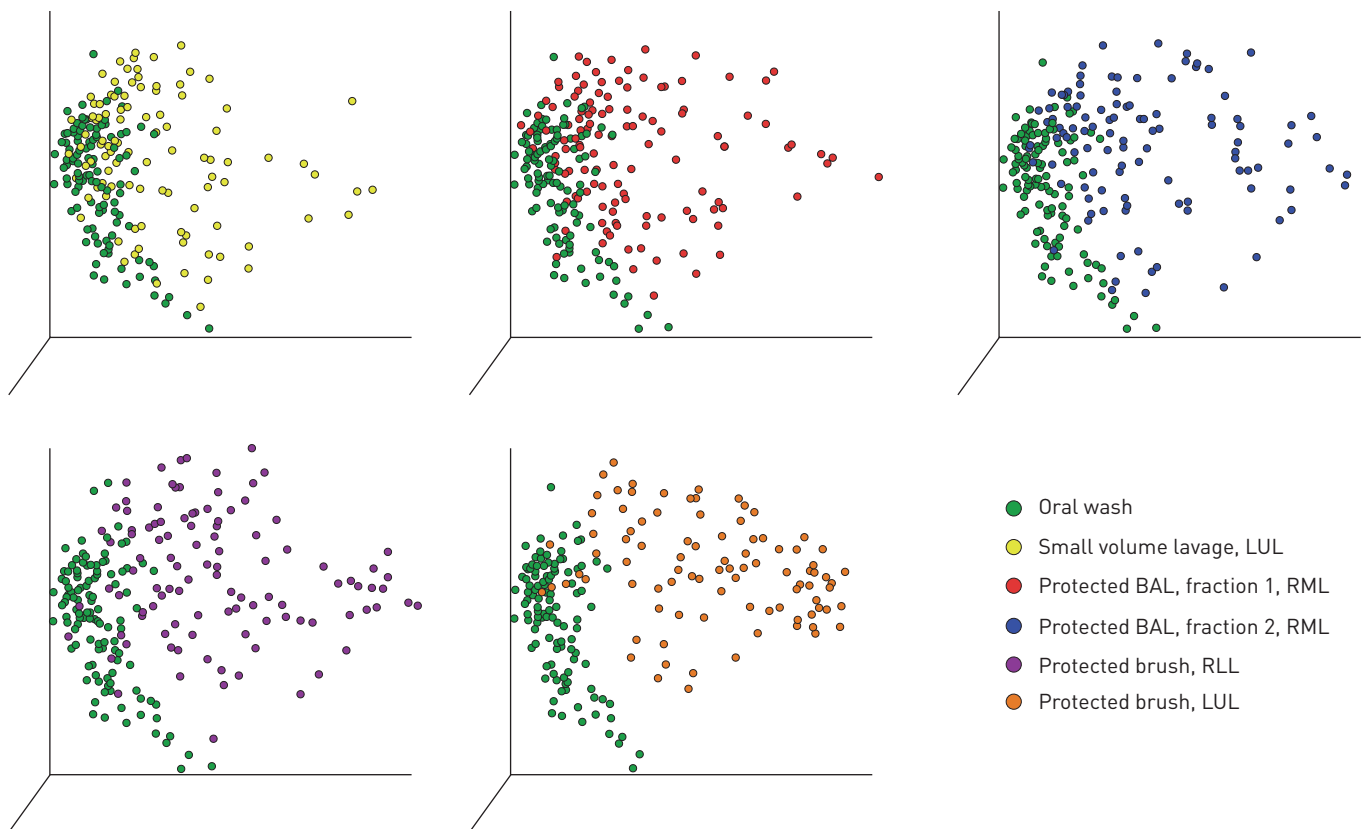 Oral wash
Small volume lavage, LUL
Protected BAL, fraction 1, RML
Protected BAL, fraction 2, RML
Protected brush, RLL
Protected brush, LUL